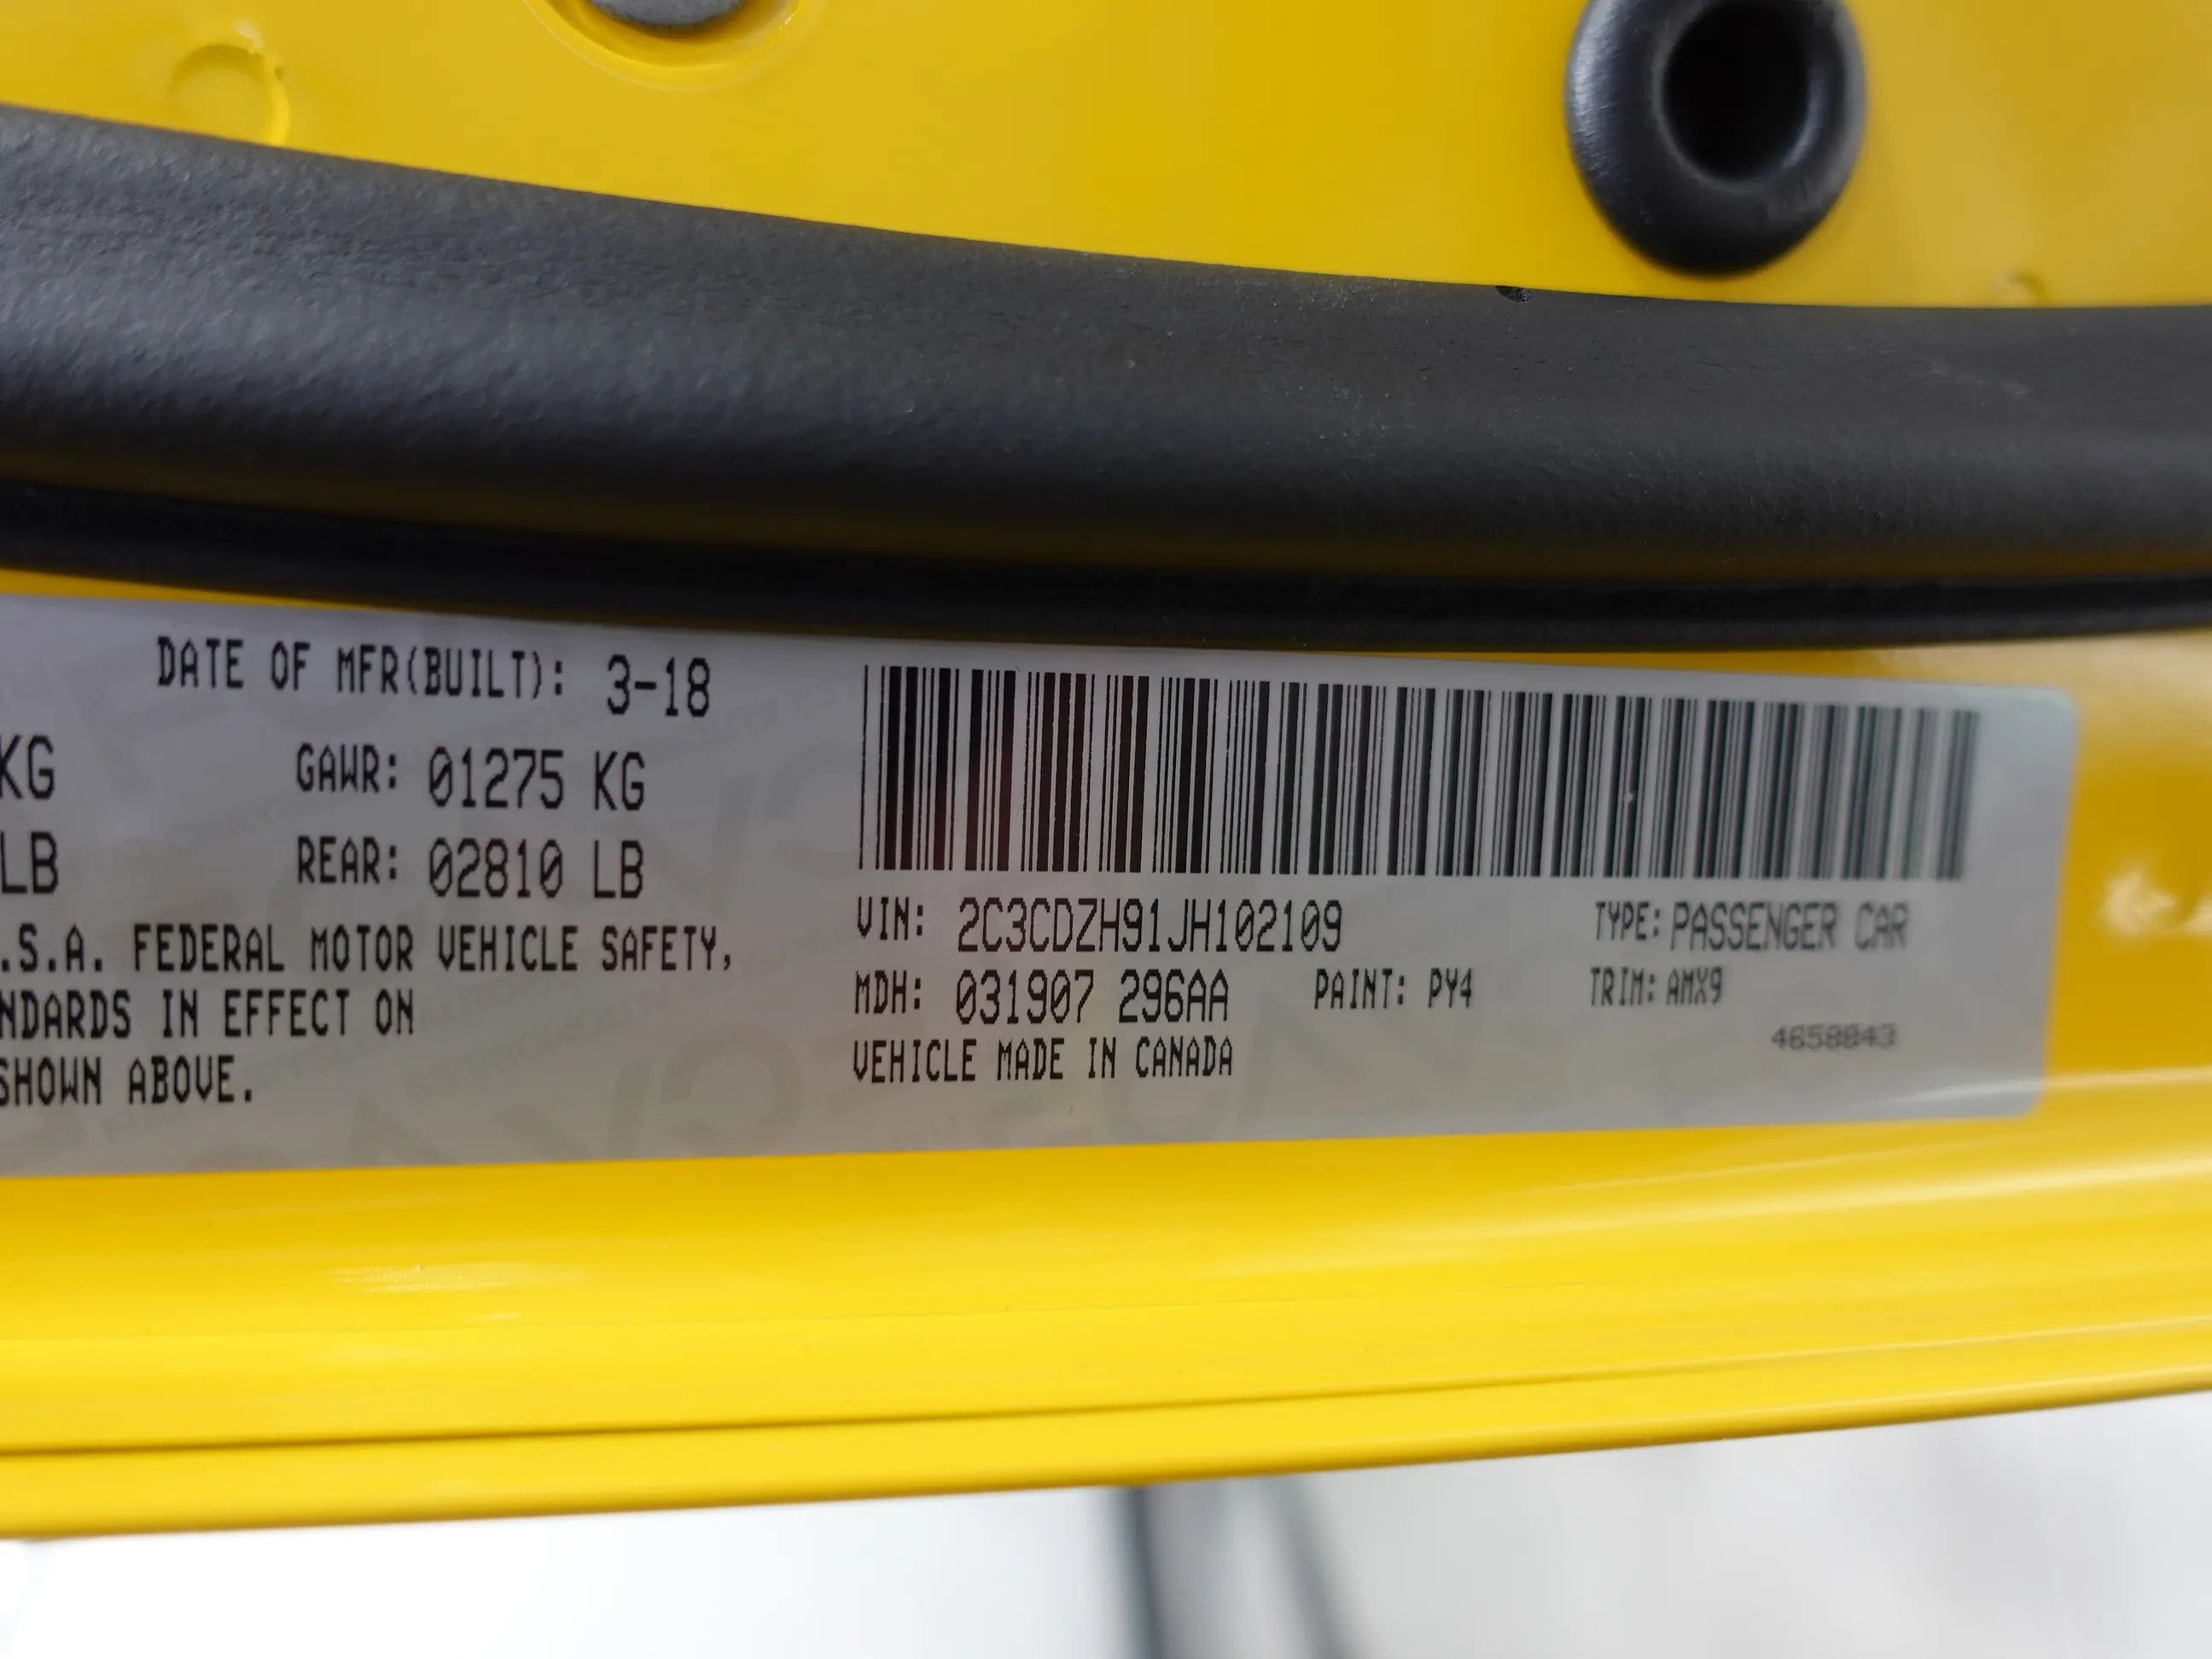 DATE OF MFR(BUILT): 3-18
KG GAWR: 01275 KG
LB REAR: 02810 LB
.S.A. FEDERAL MOTOR VEHICLE SAFETY,
NDARDS IN EFFECT ON
SHOWN ABOVE.
VIN: 2C3CDZH91JH102109 TYPE: PASSENGER CAR
MDH: 031907 296AA PAINT: PY4 TRIM: AMX9
VEHICLE MADE IN CANADA
4658843